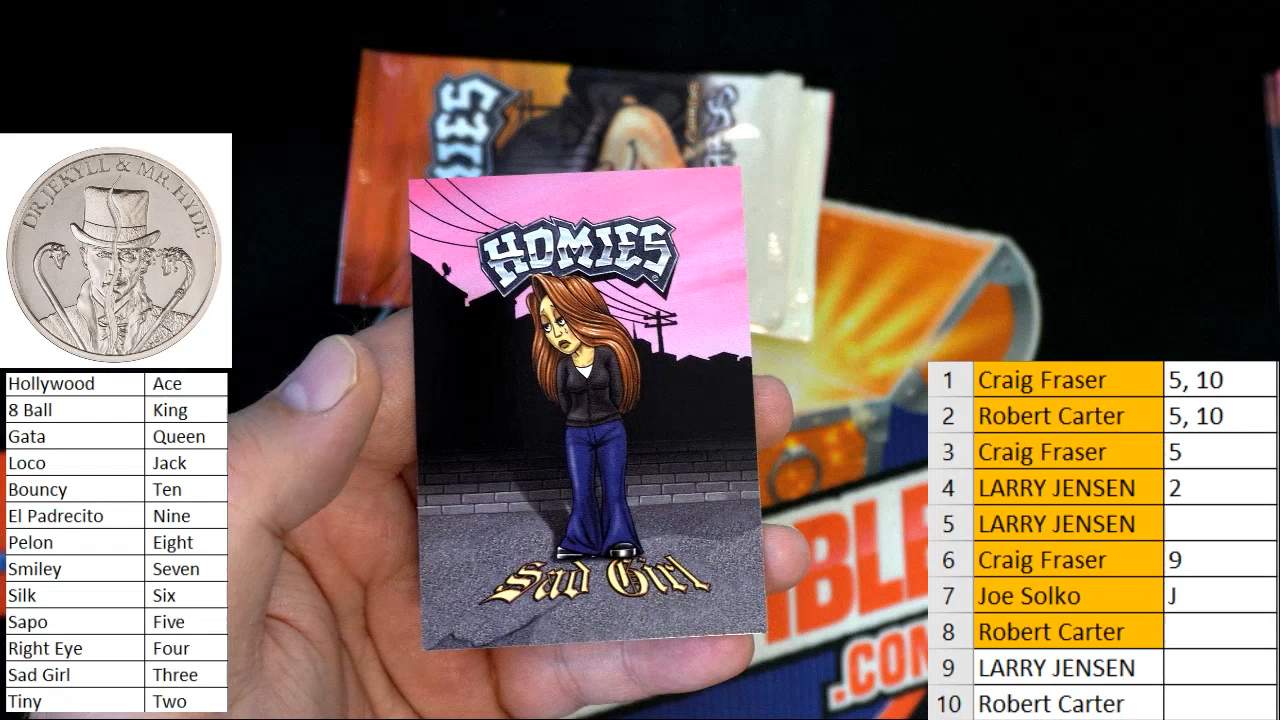 DR. JEKYLL & MR. HYDE
Hollywood Ace
8 Ball King
Gata Queen
Loco Jack
Bouncy Ten
El Padrecito Nine
Pelon Eight
Smiley Seven
Silk Six
Sapo Five
Right Eye Four
Sad Girl Three
Tiny Two
HOMIES
Sad Girl
IES
IBLE
.COM
1 Craig Fraser 5, 10
2 Robert Carter 5, 10
3 Craig Fraser 5
4 LARRY JENSEN 2
5 LARRY JENSEN
6 Craig Fraser 9
7 Joe Solko J
8 Robert Carter
9 LARRY JENSEN
10 Robert Carter